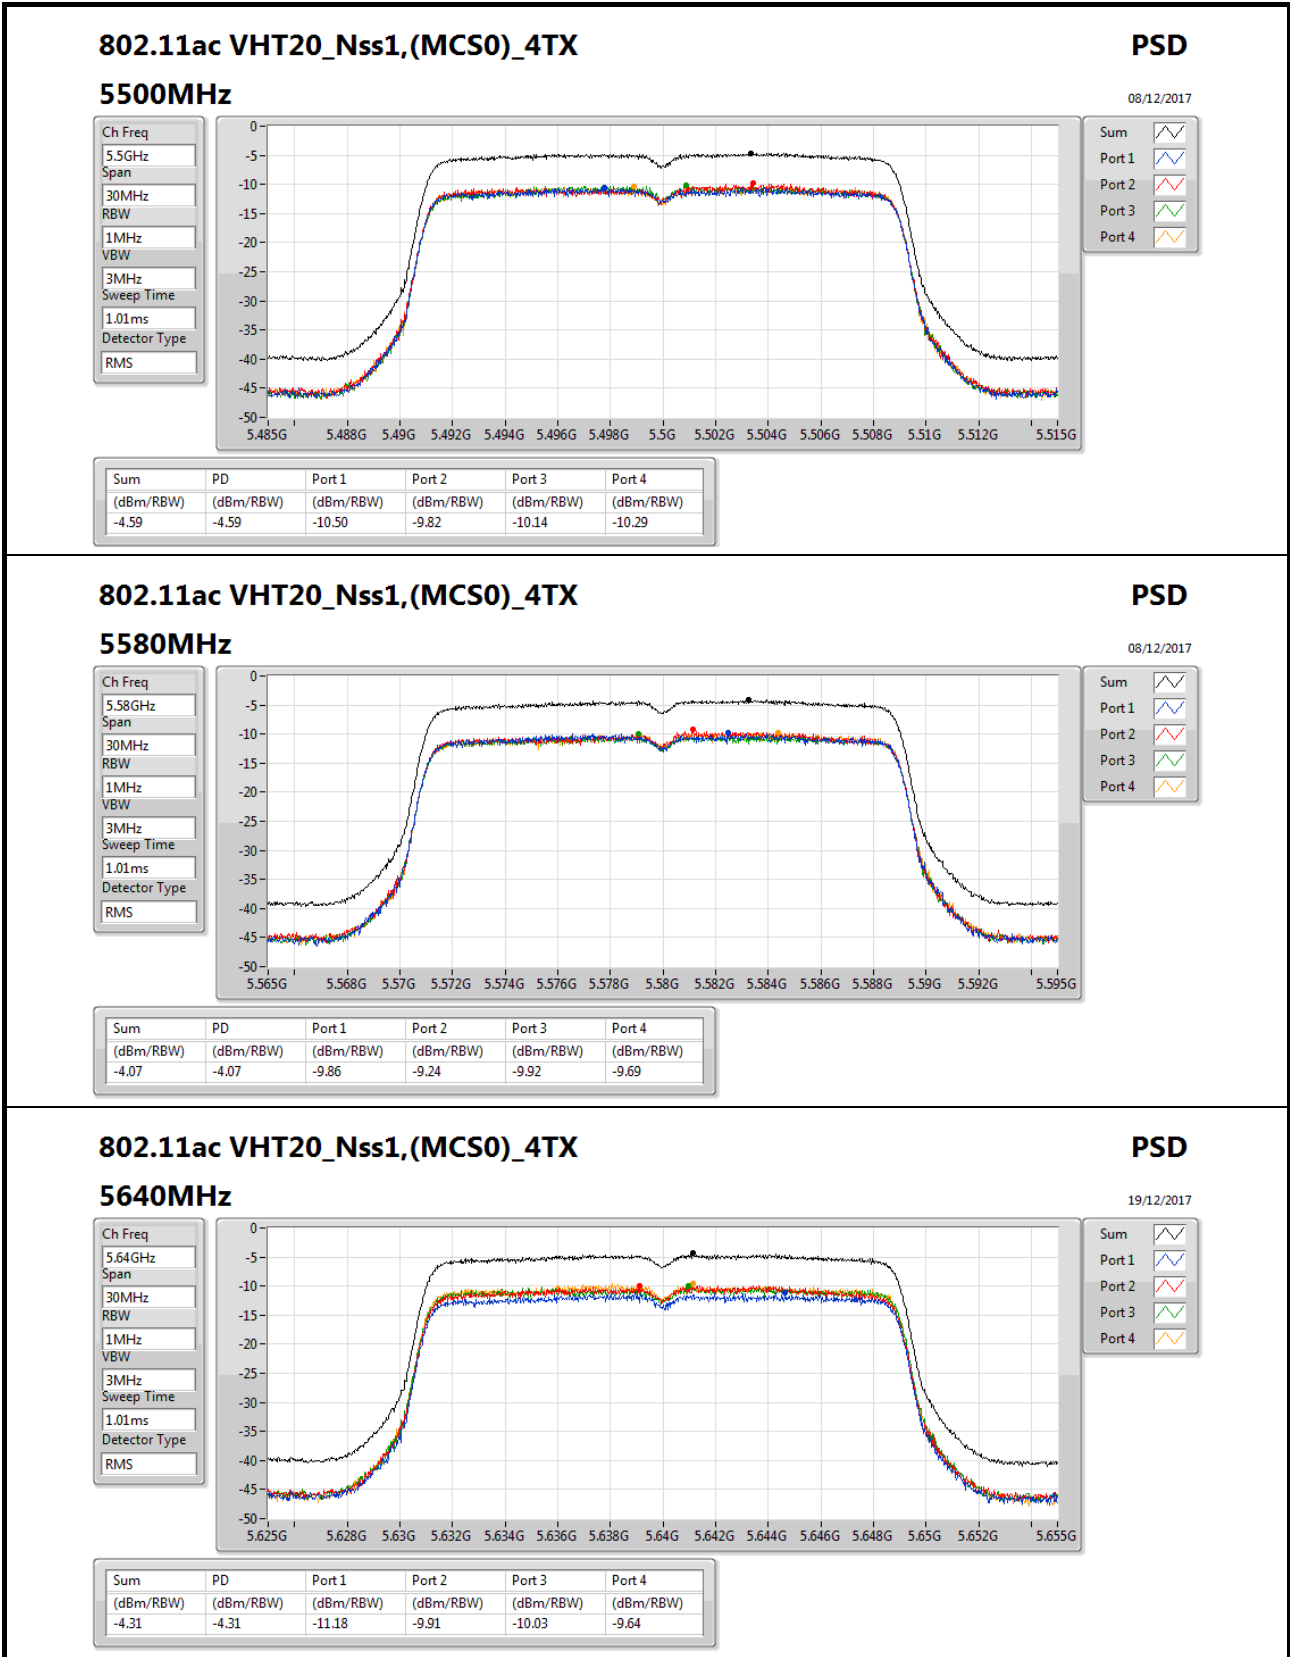 802.11ac VHT20_Nss1,(MCS0)_4TX PSD
5500MHz 08/12/2017
Ch Freq
5.5GHz
Span
30MHz
RBW
1MHz
VBW
3MHz
Sweep Time
1.01ms
Detector Type
RMS
0
-5
-10
-15
-20
-25
-30
-35
-40
-45
-50
5.485G 5.488G 5.49G 5.492G 5.494G 5.496G 5.498G 5.5G 5.502G 5.504G 5.506G 5.508G 5.51G 5.512G 5.515G
Sum
Port 1
Port 2
Port 3
Port 4
Sum PD Port 1 Port 2 Port 3 Port 4
(dBm/RBW) (dBm/RBW) (dBm/RBW) (dBm/RBW) (dBm/RBW) (dBm/RBW)
-4.59 -4.59 -10.50 -9.82 -10.14 -10.29
802.11ac VHT20_Nss1,(MCS0)_4TX PSD
5580MHz 08/12/2017
Ch Freq
5.58GHz
Span
30MHz
RBW
1MHz
VBW
3MHz
Sweep Time
1.01ms
Detector Type
RMS
0
-5
-10
-15
-20
-25
-30
-35
-40
-45
-50
5.565G 5.568G 5.57G 5.572G 5.574G 5.576G 5.578G 5.58G 5.582G 5.584G 5.586G 5.588G 5.59G 5.592G 5.595G
Sum
Port 1
Port 2
Port 3
Port 4
Sum PD Port 1 Port 2 Port 3 Port 4
(dBm/RBW) (dBm/RBW) (dBm/RBW) (dBm/RBW) (dBm/RBW) (dBm/RBW)
-4.07 -4.07 -9.86 -9.24 -9.92 -9.69
802.11ac VHT20_Nss1,(MCS0)_4TX PSD
5640MHz 19/12/2017
Ch Freq
5.64GHz
Span
30MHz
RBW
1MHz
VBW
3MHz
Sweep Time
1.01ms
Detector Type
RMS
0
-5
-10
-15
-20
-25
-30
-35
-40
-45
-50
5.625G 5.628G 5.63G 5.632G 5.634G 5.636G 5.638G 5.64G 5.642G 5.644G 5.646G 5.648G 5.65G 5.652G 5.655G
Sum
Port 1
Port 2
Port 3
Port 4
Sum PD Port 1 Port 2 Port 3 Port 4
(dBm/RBW) (dBm/RBW) (dBm/RBW) (dBm/RBW) (dBm/RBW) (dBm/RBW)
-4.31 -4.31 -11.18 -9.91 -10.03 -9.64